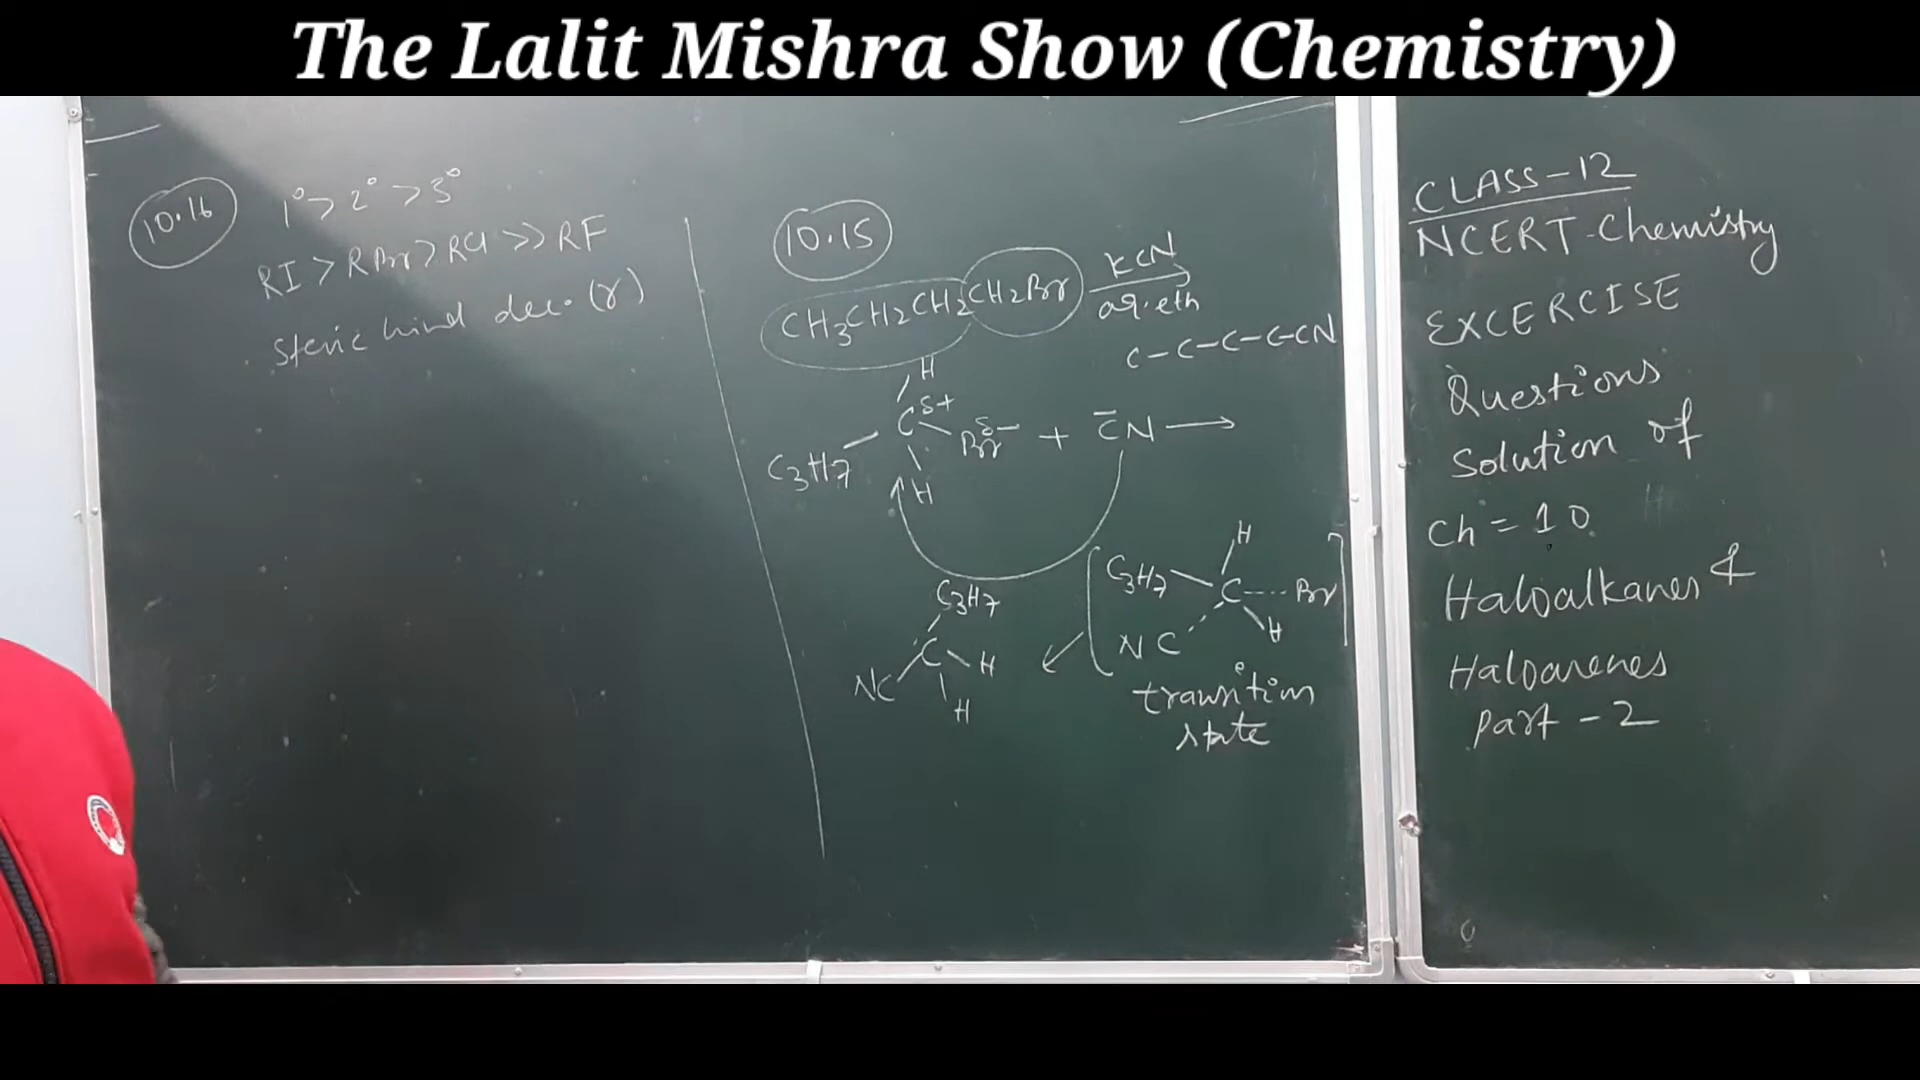 The Lalit Mishra Show (Chemistry)
10.16
1° > 2° > 3°
RI > RBr > RCl >> RF
Steric hind dec. (r)
10.15
CH3CH2CH2CH2Br
KCN
aq. eth
C-C-C-C-CN
H
C δ+
Br δ- + C̄N →
C3H7
H
C3H7
C
H
NC
H
H
C3H7
C --- Br
NC
H
transition
state
CLASS-12
NCERT-Chemistry
EXCERCISE
Questions
Solution of
Ch = 10
Haloalkanes &
Haloarenes
part - 2